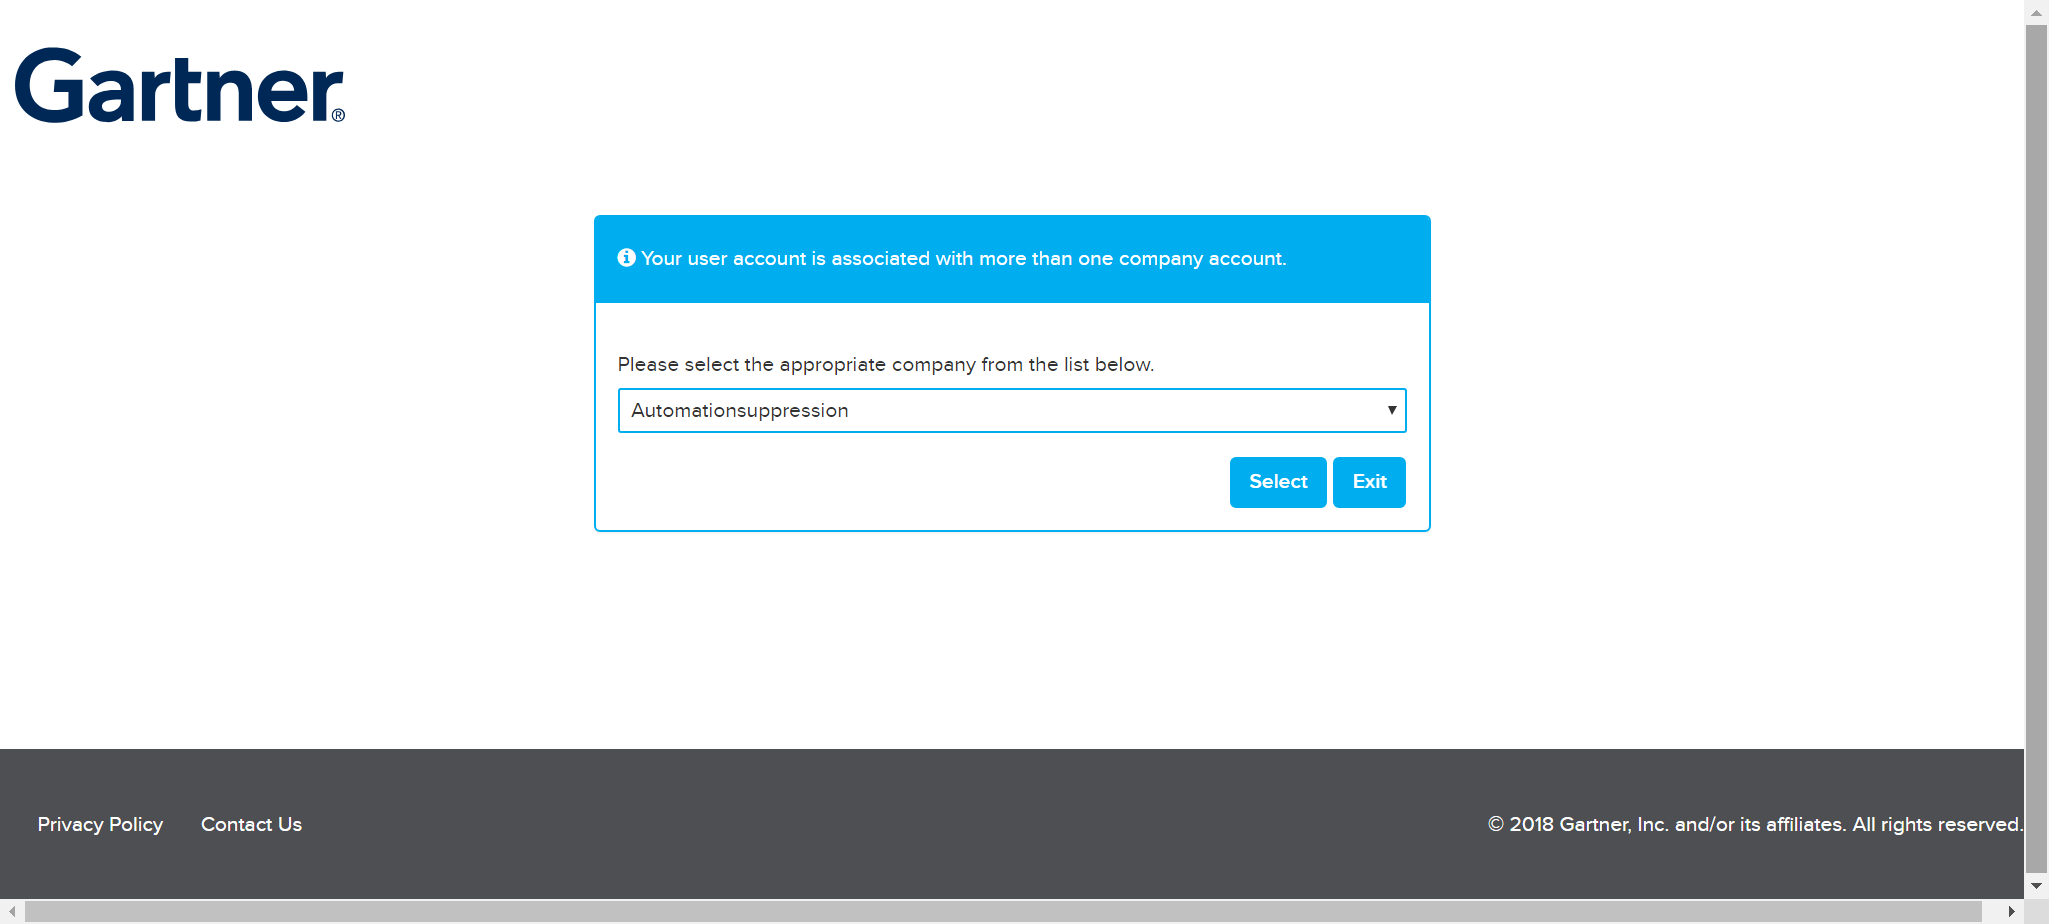 Gartner®
Your user account is associated with more than one company account.
Please select the appropriate company from the list below.
Automationsuppression
Select Exit
Privacy Policy Contact Us © 2018 Gartner, Inc. and/or its affiliates. All rights reserved.